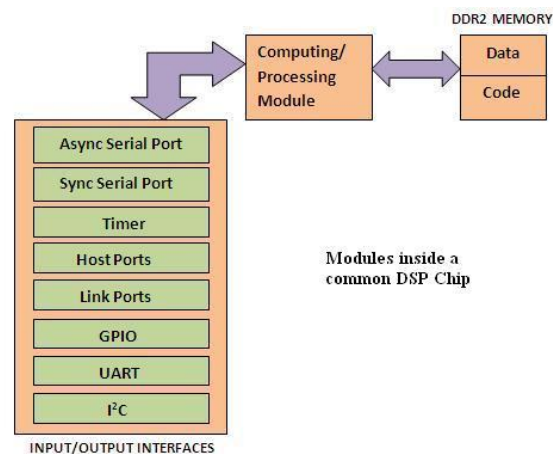 DDR2 MEMORY
Computing/
Processing
Module
Data
Code
Async Serial Port
Sync Serial Port
Timer
Host Ports
Link Ports
GPIO
UART
I²C
Modules inside a
common DSP Chip
INPUT/OUTPUT INTERFACES